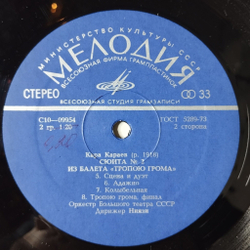 МИНИСТЕРСТВО КУЛЬТУРЫ СССР
МЕЛОДИЯ
ВСЕСОЮЗНАЯ ФИРМА ГРАМПЛАСТИНОК
СТЕРЕО
33
ВСЕСОЮЗНАЯ СТУДИЯ ГРАМЗАПИСИ
С10—09954
ГОСТ 5289-73
2 гр. 1-20
2 сторона
Кара Караев (р. 1918)
СЮИТА № 2
ИЗ БАЛЕТА «ТРОПОЮ ГРОМА»
5. Сцена и дуэт
6. Адажио
7. Колыбельная
8. Тропою грома, финал
Оркестр Большого театра СССР
Дирижер Ниязи